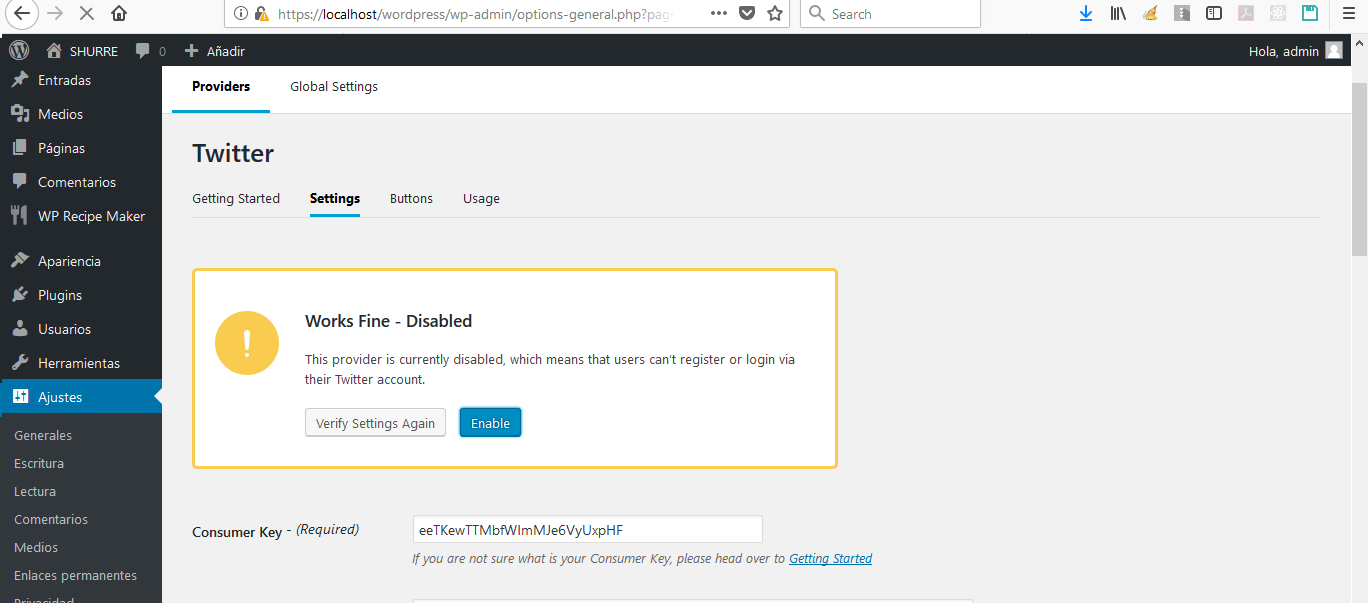 https://localhost/wordpress/wp-admin/options-general.php?page
Search
SHURRE 0 Añadir
Hola, admin
Entradas
Medios
Páginas
Comentarios
WP Recipe Maker
Apariencia
Plugins
Usuarios
Herramientas
Ajustes
Generales
Escritura
Lectura
Comentarios
Medios
Enlaces permanentes
Privacidad
Providers Global Settings
Twitter
Getting Started Settings Buttons Usage
Works Fine - Disabled
This provider is currently disabled, which means that users can't register or login via
their Twitter account.
Verify Settings Again Enable
Consumer Key - (Required) eeTKewTTMbfWImMJe6VyUxpHF
If you are not sure what is your Consumer Key, please head over to Getting Started